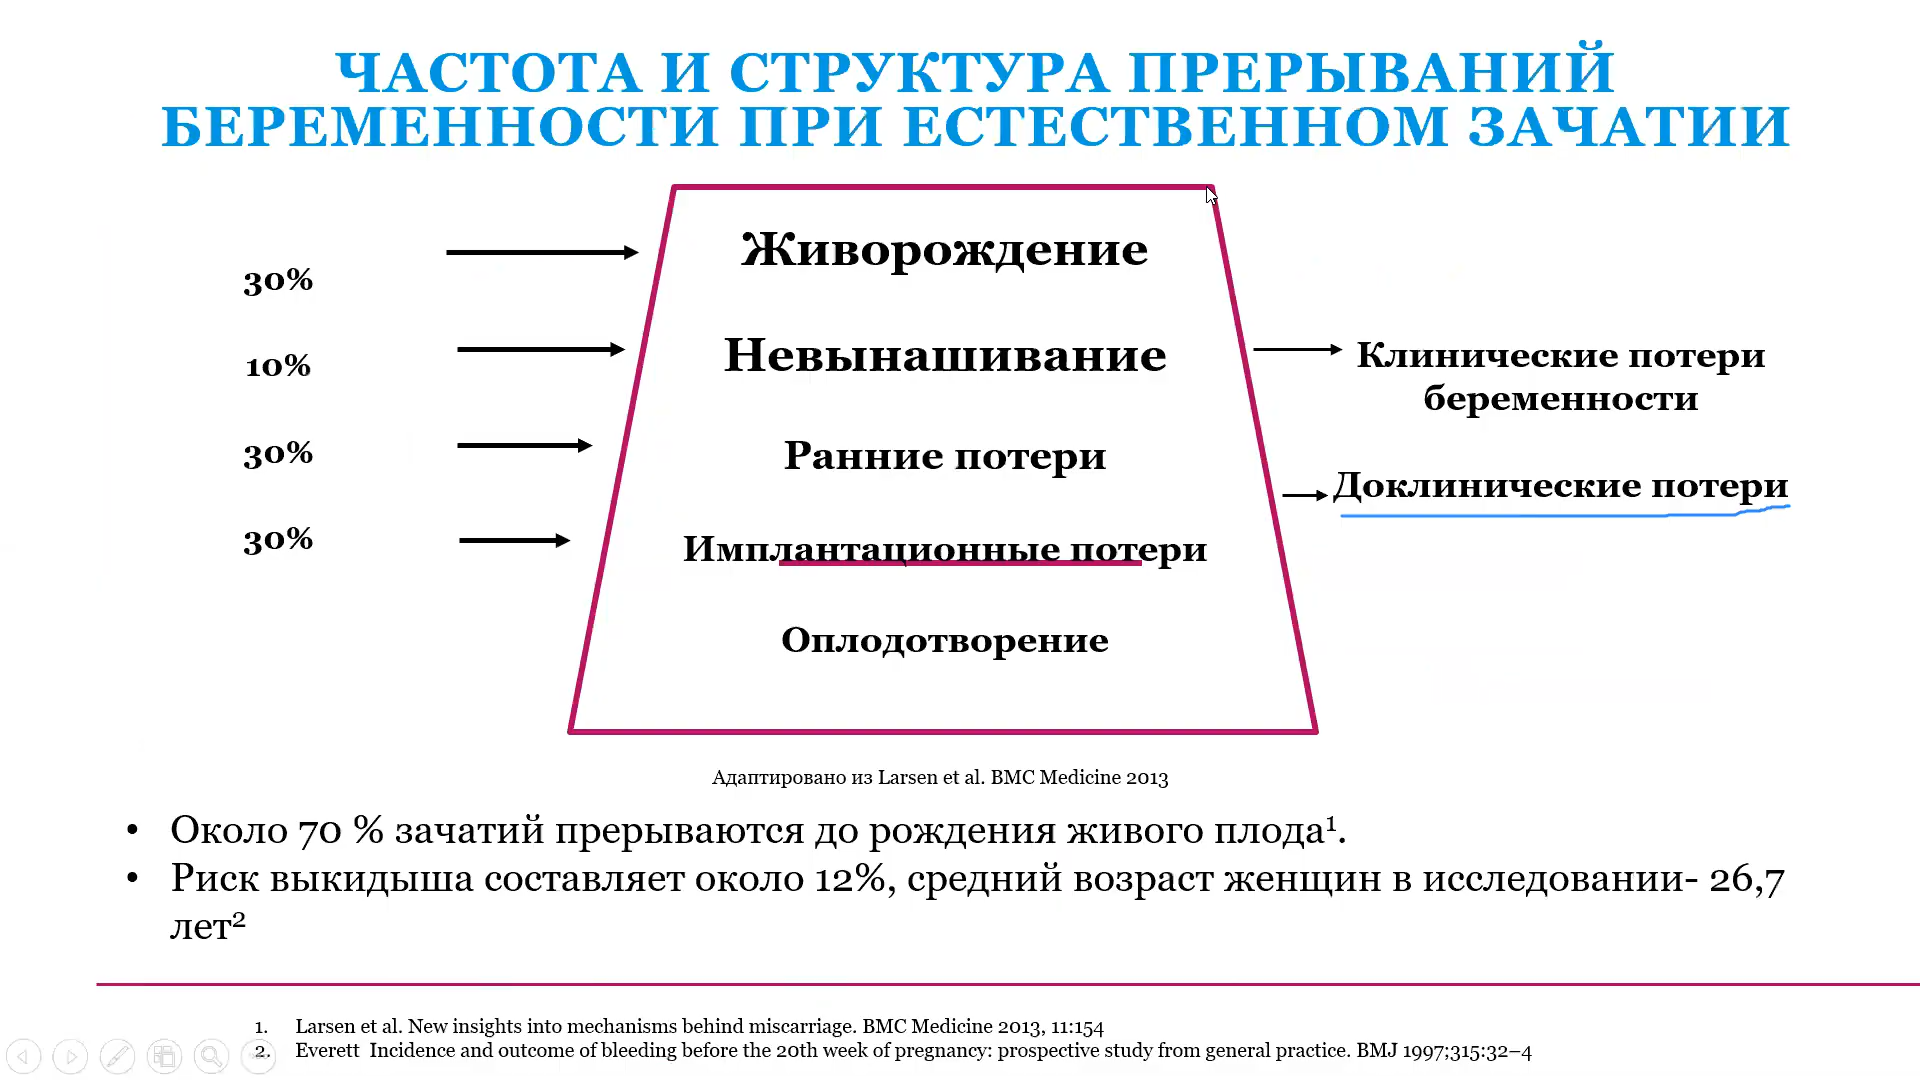 ЧАСТОТА И СТРУКТУРА ПРЕРЫВАНИЙ
БЕРЕМЕННОСТИ ПРИ ЕСТЕСТВЕННОМ ЗАЧАТИИ
30%
Живорождение
10%
Невынашивание
Клинические потери
беременности
30%
Ранние потери
Доклинические потери
30%
Имплантационные потери
Оплодотворение
Адаптировано из Larsen et al. BMC Medicine 2013
• Около 70 % зачатий прерываются до рождения живого плода¹.
• Риск выкидыша составляет около 12%, средний возраст женщин в исследовании- 26,7
лет²
1. Larsen et al. New insights into mechanisms behind miscarriage. BMC Medicine 2013, 11:154
2. Everett Incidence and outcome of bleeding before the 20th week of pregnancy: prospective study from general practice. BMJ 1997;315:32–4